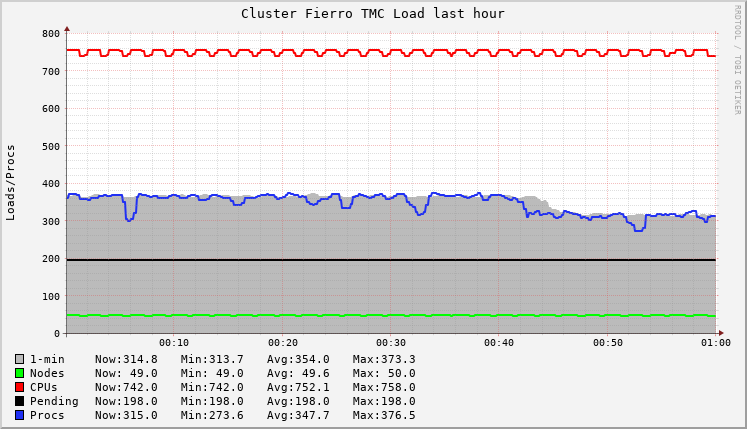 Cluster Fierro TMC Load last hour
RRDTOOL / TOBI OETIKER
Loads/Procs
800
700
600
500
400
300
200
100
0
00:10 00:20 00:30 00:40 00:50 01:00
1-min Now:314.8 Min:313.7 Avg:354.0 Max:373.3
Nodes Now: 49.0 Min: 49.0 Avg: 49.6 Max: 50.0
CPUs Now:742.0 Min:742.0 Avg:752.1 Max:758.0
Pending Now:198.0 Min:198.0 Avg:198.0 Max:198.0
Procs Now:315.0 Min:273.6 Avg:347.7 Max:376.5